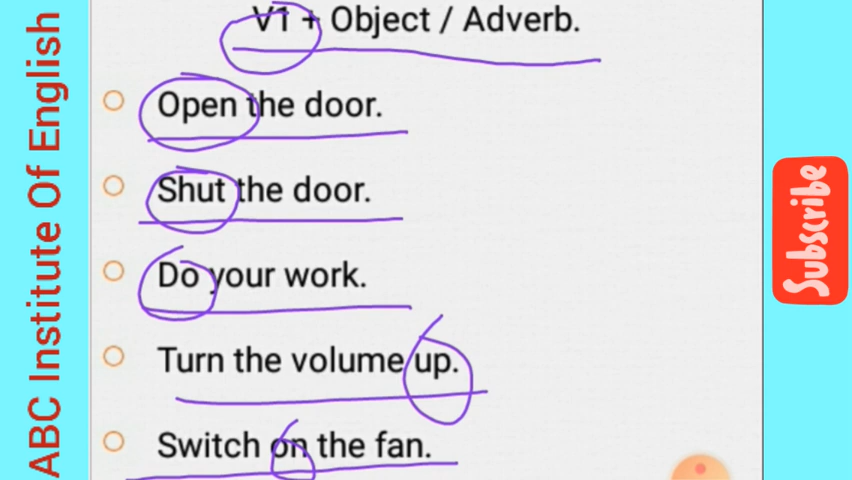 ABC Institute Of English
V1 + Object / Adverb.
Open the door.
Shut the door.
Do your work.
Turn the volume up.
Switch on the fan.
Subscribe